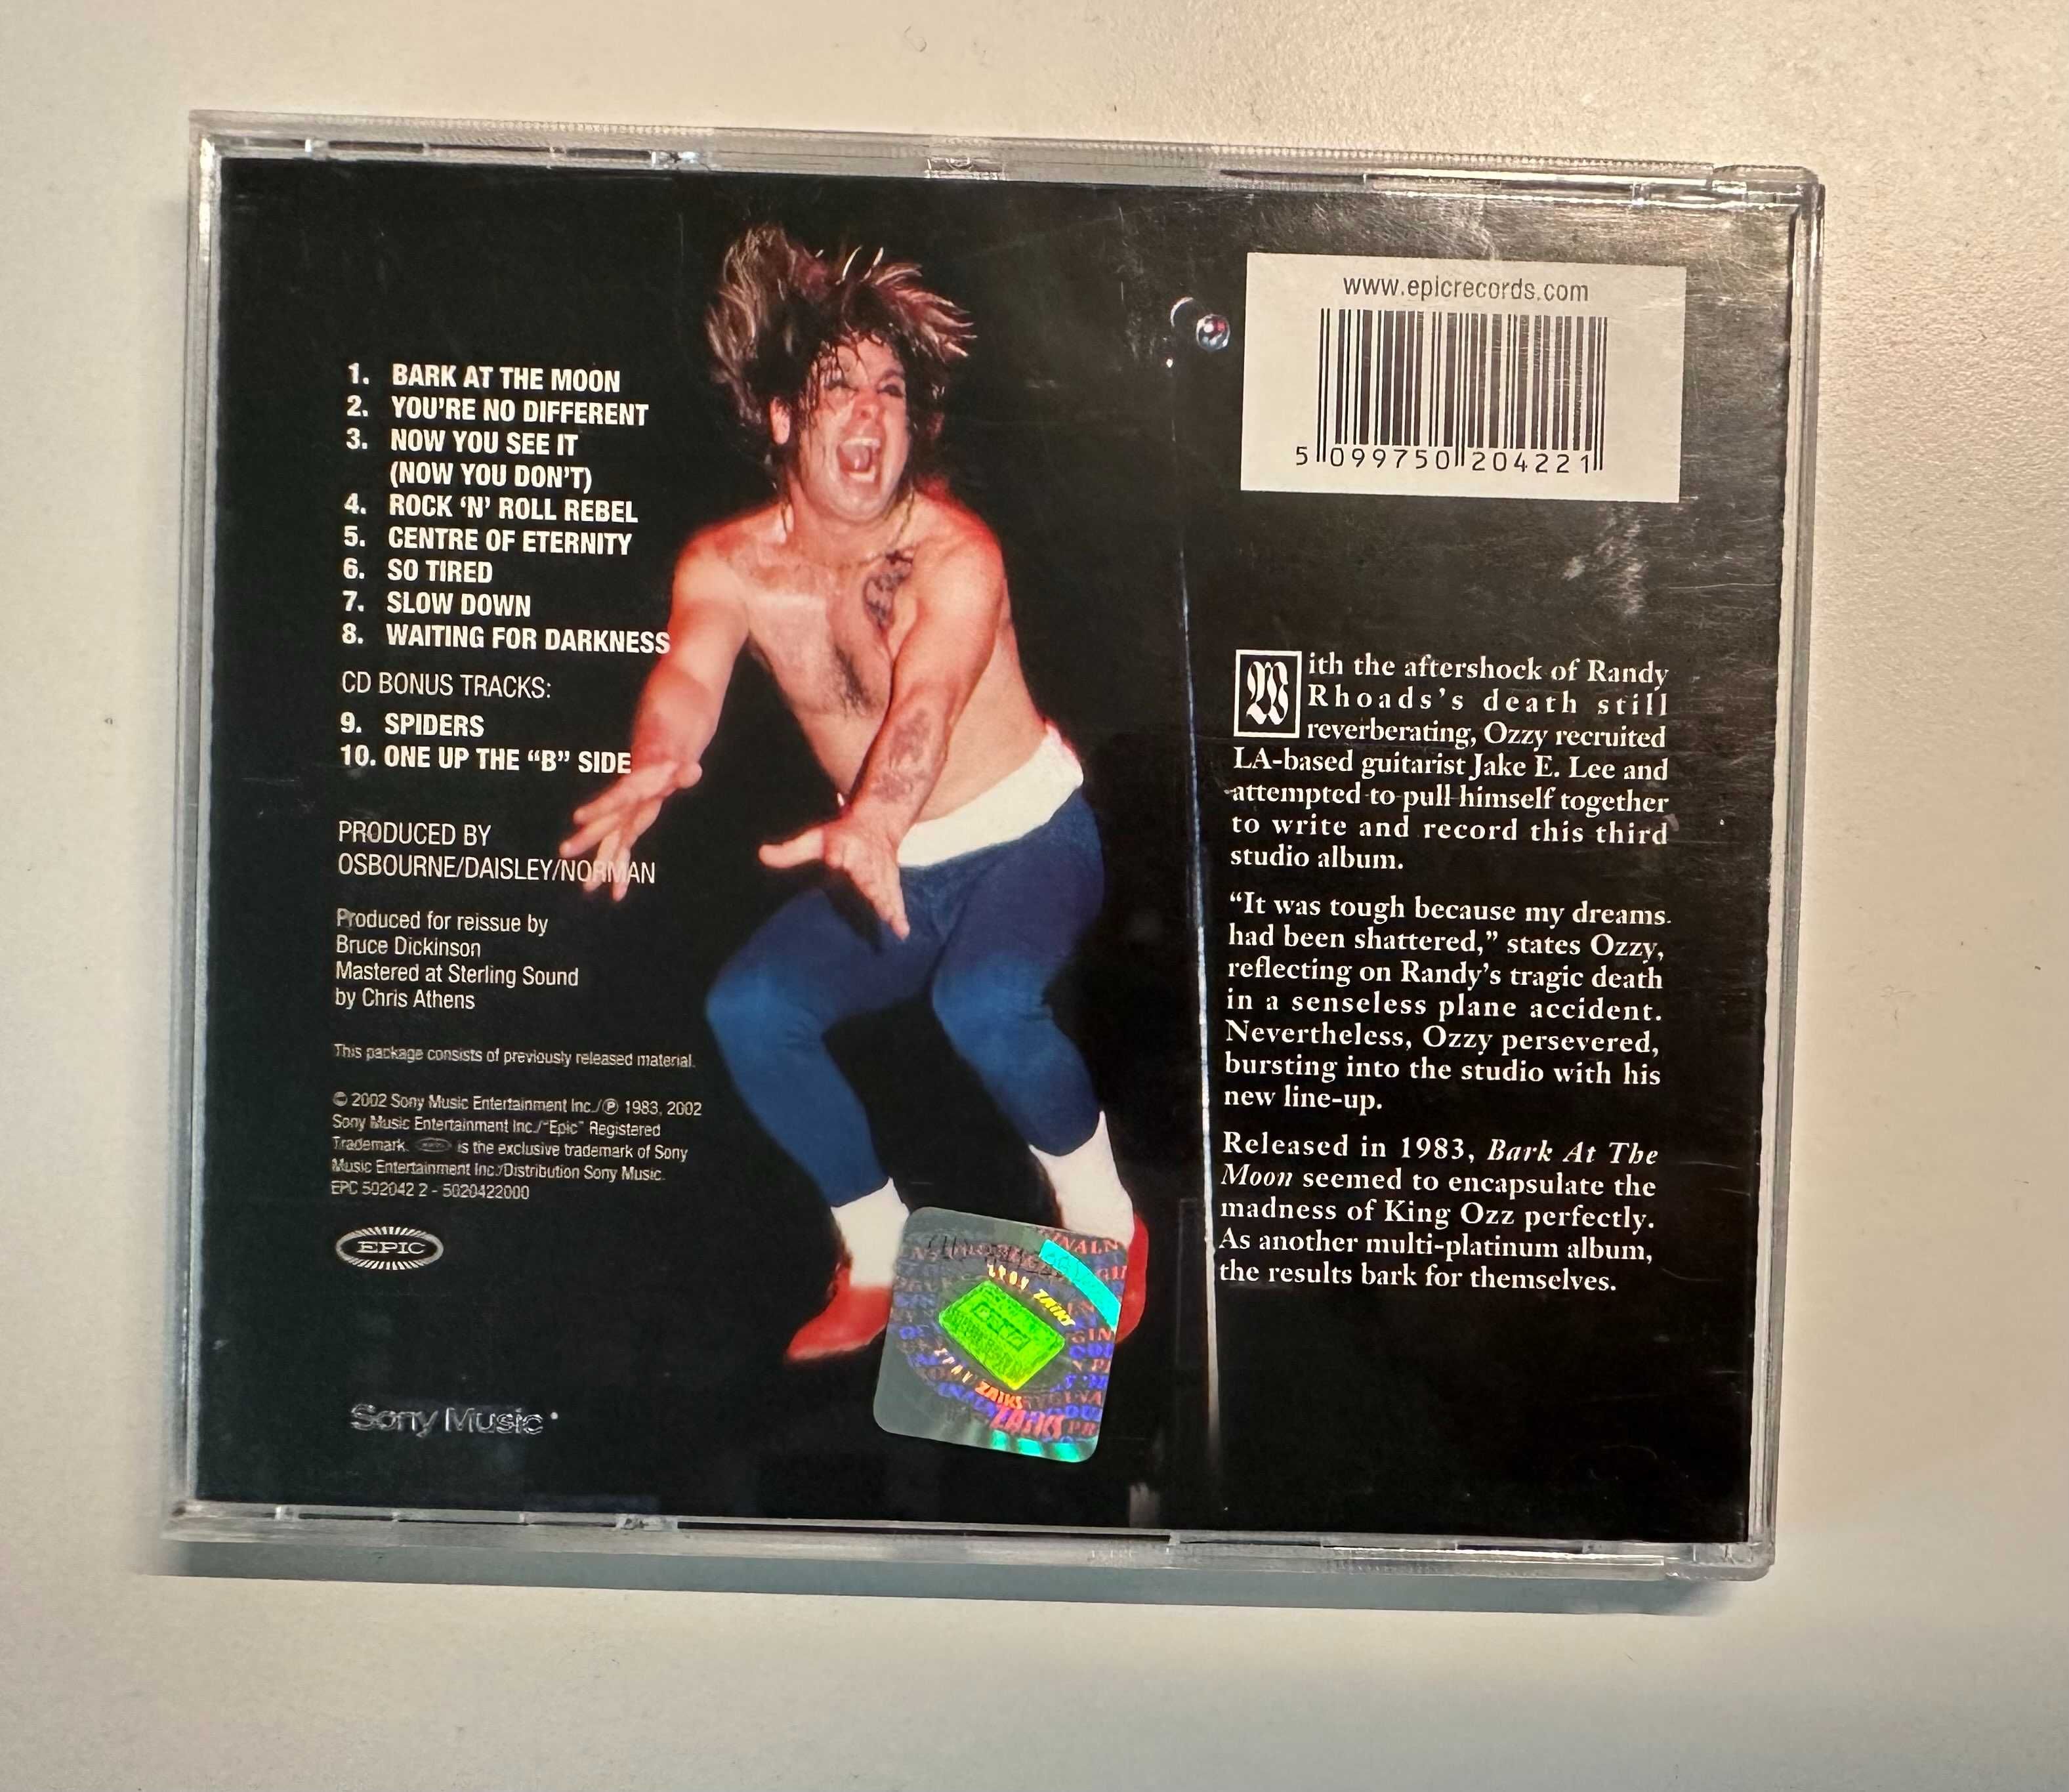 1. BARK AT THE MOON
2. YOU'RE NO DIFFERENT
3. NOW YOU SEE IT
(NOW YOU DON'T)
4. ROCK ‘N’ ROLL REBEL
5. CENTRE OF ETERNITY
6. SO TIRED
7. SLOW DOWN
8. WAITING FOR DARKNESS
CD BONUS TRACKS:
9. SPIDERS
10. ONE UP THE “B” SIDE
PRODUCED BY
OSBOURNE/DAISLEY/NORMAN
Produced for reissue by
Bruce Dickinson
Mastered at Sterling Sound
by Chris Athens
This package consists of previously released material.
© 2002 Sony Music Entertainment Inc./℗ 1983, 2002
Sony Music Entertainment Inc./“Epic” Registered
Trademark. is the exclusive trademark of Sony
Music Entertainment Inc./Distribution Sony Music.
EPC 502042 2 - 5020422000
EPIC
Sony Music
www.epicrecords.com
5 099750 204221
With the aftershock of Randy
Rhoads's death still
reverberating, Ozzy recruited
LA-based guitarist Jake E. Lee and
attempted to pull himself together
to write and record this third
studio album.
“It was tough because my dreams
had been shattered,” states Ozzy,
reflecting on Randy's tragic death
in a senseless plane accident.
Nevertheless, Ozzy persevered,
bursting into the studio with his
new line-up.
Released in 1983, Bark At The
Moon seemed to encapsulate the
madness of King Ozz perfectly.
As another multi-platinum album,
the results bark for themselves.
ZPAV ZAIKS
ZPAV ZAIKS
ZAIKS